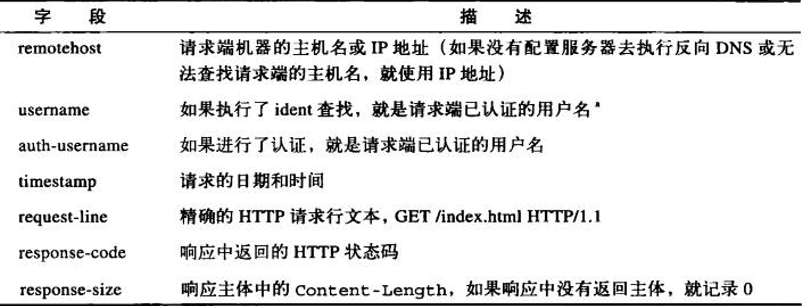 字 段 描 述
remotehost 请求端机器的主机名或 IP 地址（如果没有配置服务器去执行反向 DNS 或无
法查找请求端的主机名，就使用 IP 地址）
username 如果执行了 ident 查找，就是请求端已认证的用户名 a
auth-username 如果进行了认证，就是请求端已认证的用户名
timestamp 请求的日期和时间
request-line 精确的 HTTP 请求行文本，GET /index.html HTTP/1.1
response-code 响应中返回的 HTTP 状态码
response-size 响应主体中的 Content-Length，如果响应中没有返回主体，就记录 0